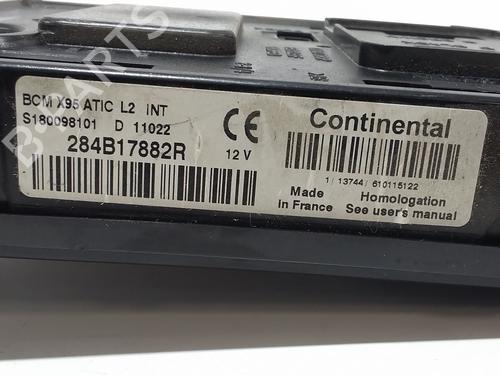 BCM X95 ATIC L2 INT
S180098101 D 11022
284B17882R
CE
12 V
Continental
1 / 13744 / 610115122
Made
in France
Homologation
See user's manual
B-PARTS